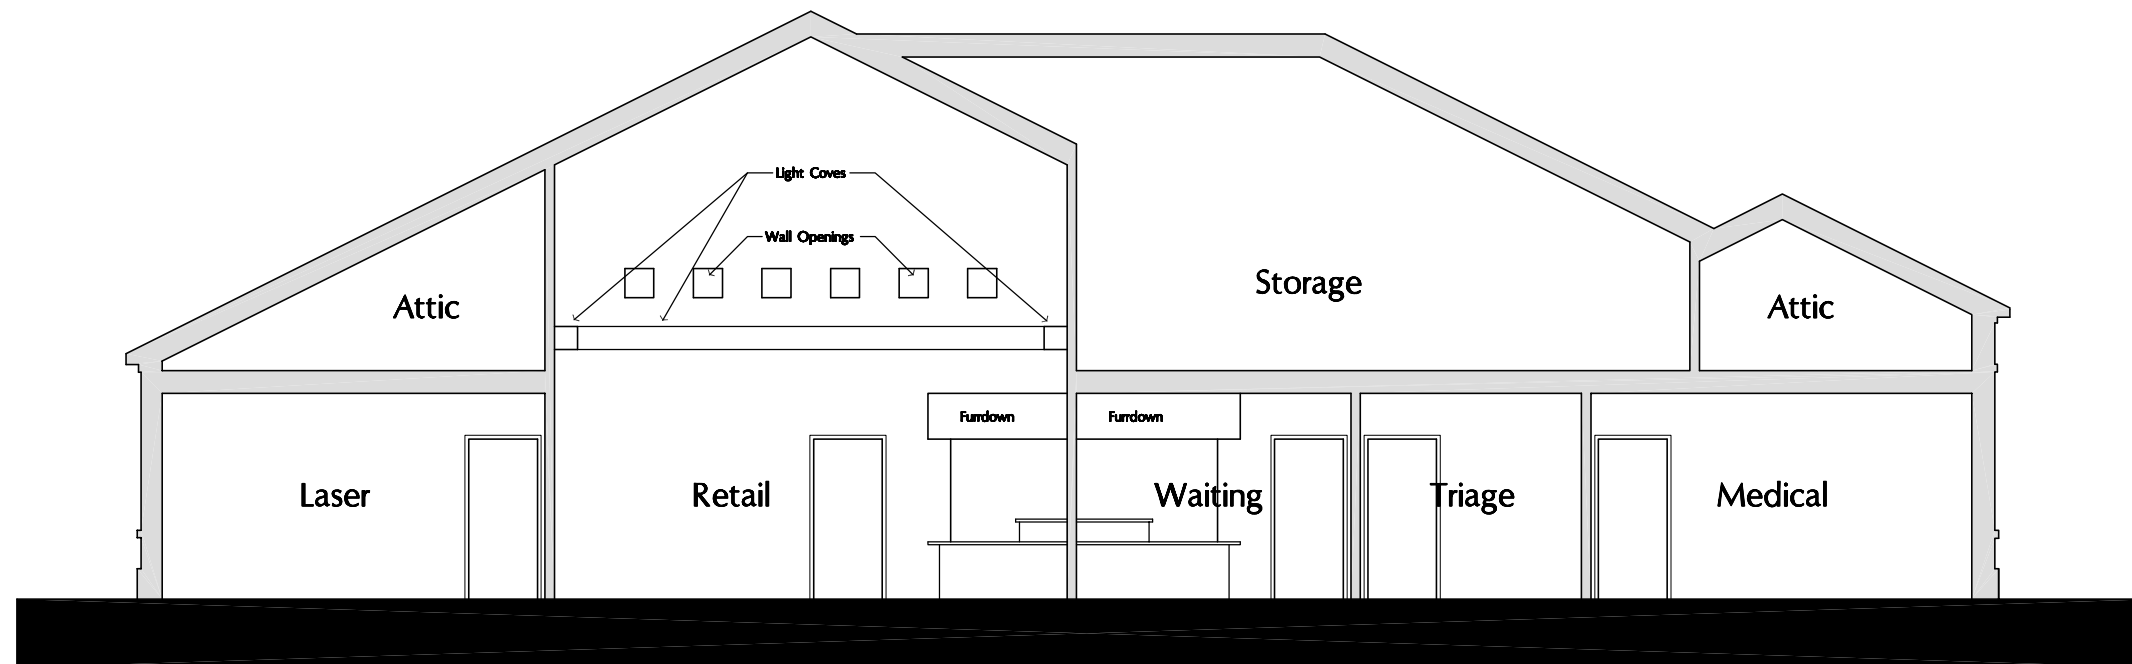 Light Coves
Wall Openings
Storage
Attic
Attic
Furrdown
Furrdown
Laser
Retail
Waiting
Triage
Medical